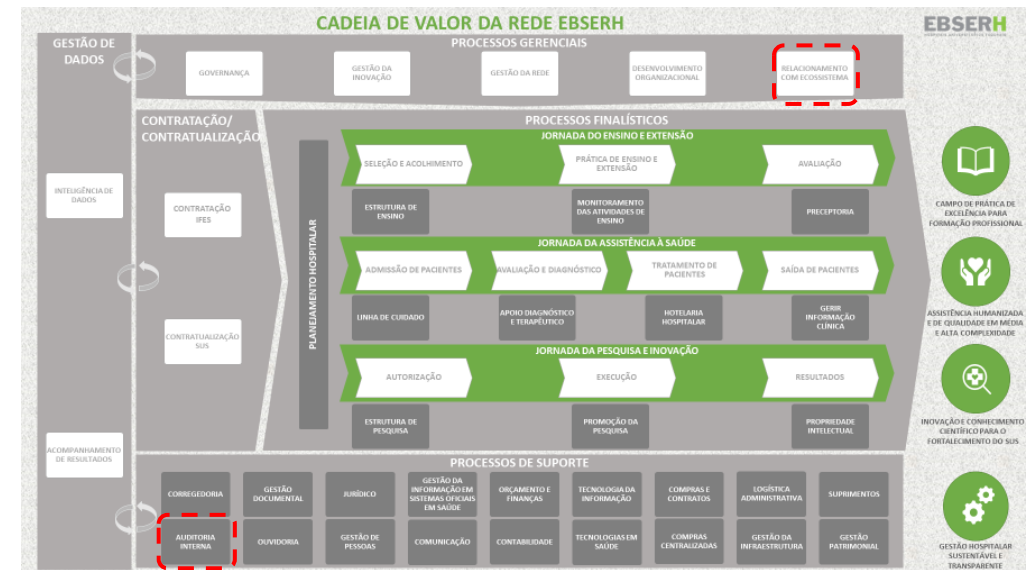 CADEIA DE VALOR DA REDE EBSERH
EBSERH
GESTÃO DE
DADOS
PROCESSOS GERENCIAIS
GOVERNANÇA
GESTÃO DA
INOVAÇÃO
GESTÃO DA REDE
DESENVOLVIMENTO
ORGANIZACIONAL
RELACIONAMENTO
COM ECOSSISTEMA
INTELIGÊNCIA DE
DADOS
ACOMPANHAMENTO
DE RESULTADOS
CONTRATAÇÃO/
CONTRATUALIZAÇÃO
CONTRATAÇÃO
IFES
CONTRATUALIZAÇÃO
SUS
PROCESSOS FINALÍSTICOS
PLANEJAMENTO HOSPITALAR
JORNADA DO ENSINO E EXTENSÃO
SELEÇÃO E ACOLHIMENTO
PRÁTICA DE ENSINO E
EXTENSÃO
AVALIAÇÃO
ESTRUTURA DE
ENSINO
MONITORAMENTO
DAS ATIVIDADES DE
ENSINO
PRECEPTORIA
JORNADA DA ASSISTÊNCIA À SAÚDE
ADMISSÃO DE PACIENTES
AVALIAÇÃO E DIAGNÓSTICO
TRATAMENTO DE
PACIENTES
SAÍDA DE PACIENTES
LINHA DE CUIDADO
APOIO DIAGNÓSTICO
E TERAPÊUTICO
HOTELARIA
HOSPITALAR
GERIR
INFORMAÇÃO
CLÍNICA
JORNADA DA PESQUISA E INOVAÇÃO
AUTORIZAÇÃO
EXECUÇÃO
RESULTADOS
ESTRUTURA DE
PESQUISA
PROMOÇÃO DA
PESQUISA
PROPRIEDADE
INTELECTUAL
PROCESSOS DE SUPORTE
CORREGEDORIA
GESTÃO
DOCUMENTAL
JURÍDICO
GESTÃO DA
INFORMAÇÃO EM
SISTEMAS OFICIAIS
EM SAÚDE
ORÇAMENTO E
FINANÇAS
TECNOLOGIA DA
INFORMAÇÃO
COMPRAS E
CONTRATOS
LOGÍSTICA
ADMINISTRATIVA
SUPRIMENTOS
AUDITORIA
INTERNA
OUVIDORIA
GESTÃO DE
PESSOAS
COMUNICAÇÃO
CONTABILIDADE
TECNOLOGIAS EM
SAÚDE
COMPRAS
CENTRALIZADAS
GESTÃO DA
INFRAESTRUTURA
GESTÃO
PATRIMONIAL
CAMPO DE PRÁTICA DE
EXCELÊNCIA PARA
FORMAÇÃO PROFISSIONAL
ASSISTÊNCIA HUMANIZADA
E DE QUALIDADE EM MÉDIA
E ALTA COMPLEXIDADE
INOVAÇÃO E CONHECIMENTO
CIENTÍFICO PARA O
FORTALECIMENTO DO SUS
GESTÃO HOSPITALAR
SUSTENTÁVEL E
TRANSPARENTE